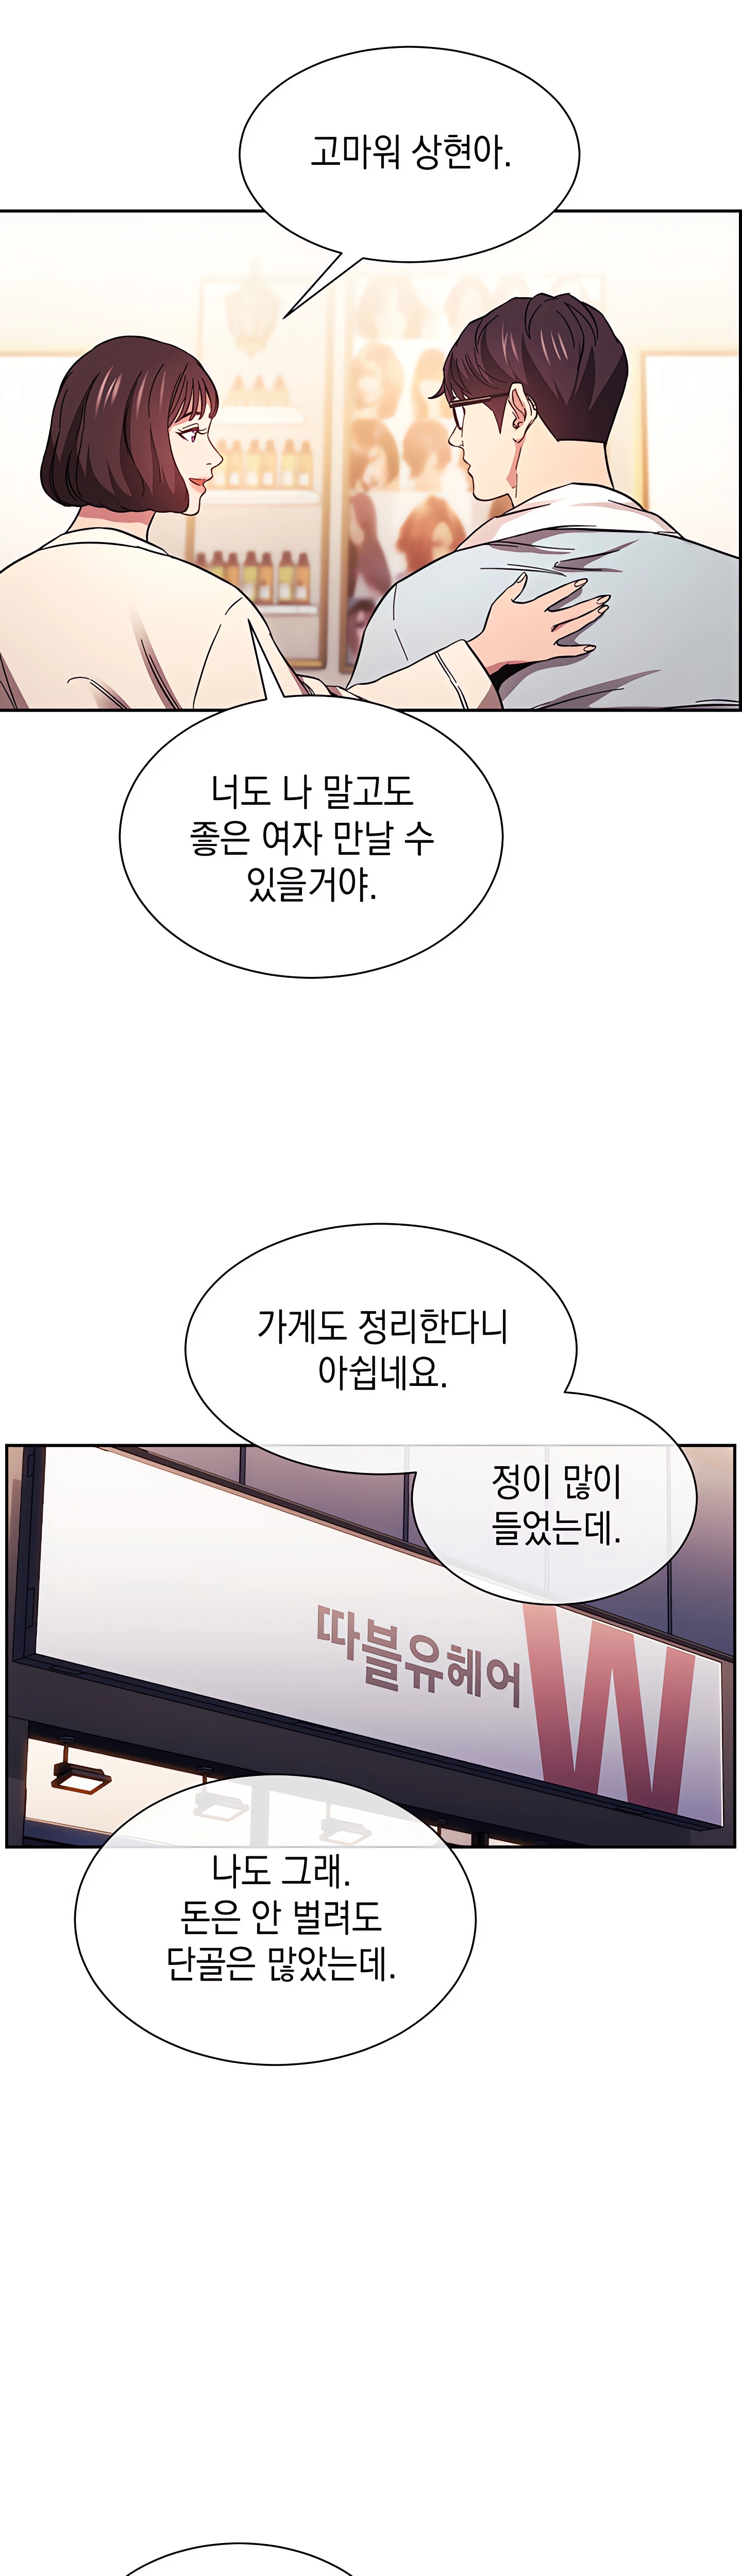 고마워 상현아.
너도 나 말고도
좋은 여자 만날 수
있을거야.
가게도 정리한다니
아쉽네요.
정이 많이
들었는데.
따블유헤어
W
나도 그래.
돈은 안 벌려도
단골은 많았는데.